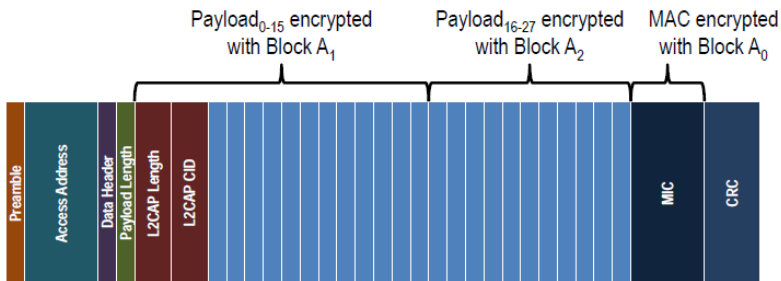 Payload0-15 encrypted
with Block A1
Payload16-27 encrypted
with Block A2
MAC encrypted
with Block A0
Preamble
Access Address
Data Header
Payload Length
L2CAP Length
L2CAP CID
MIC
CRC